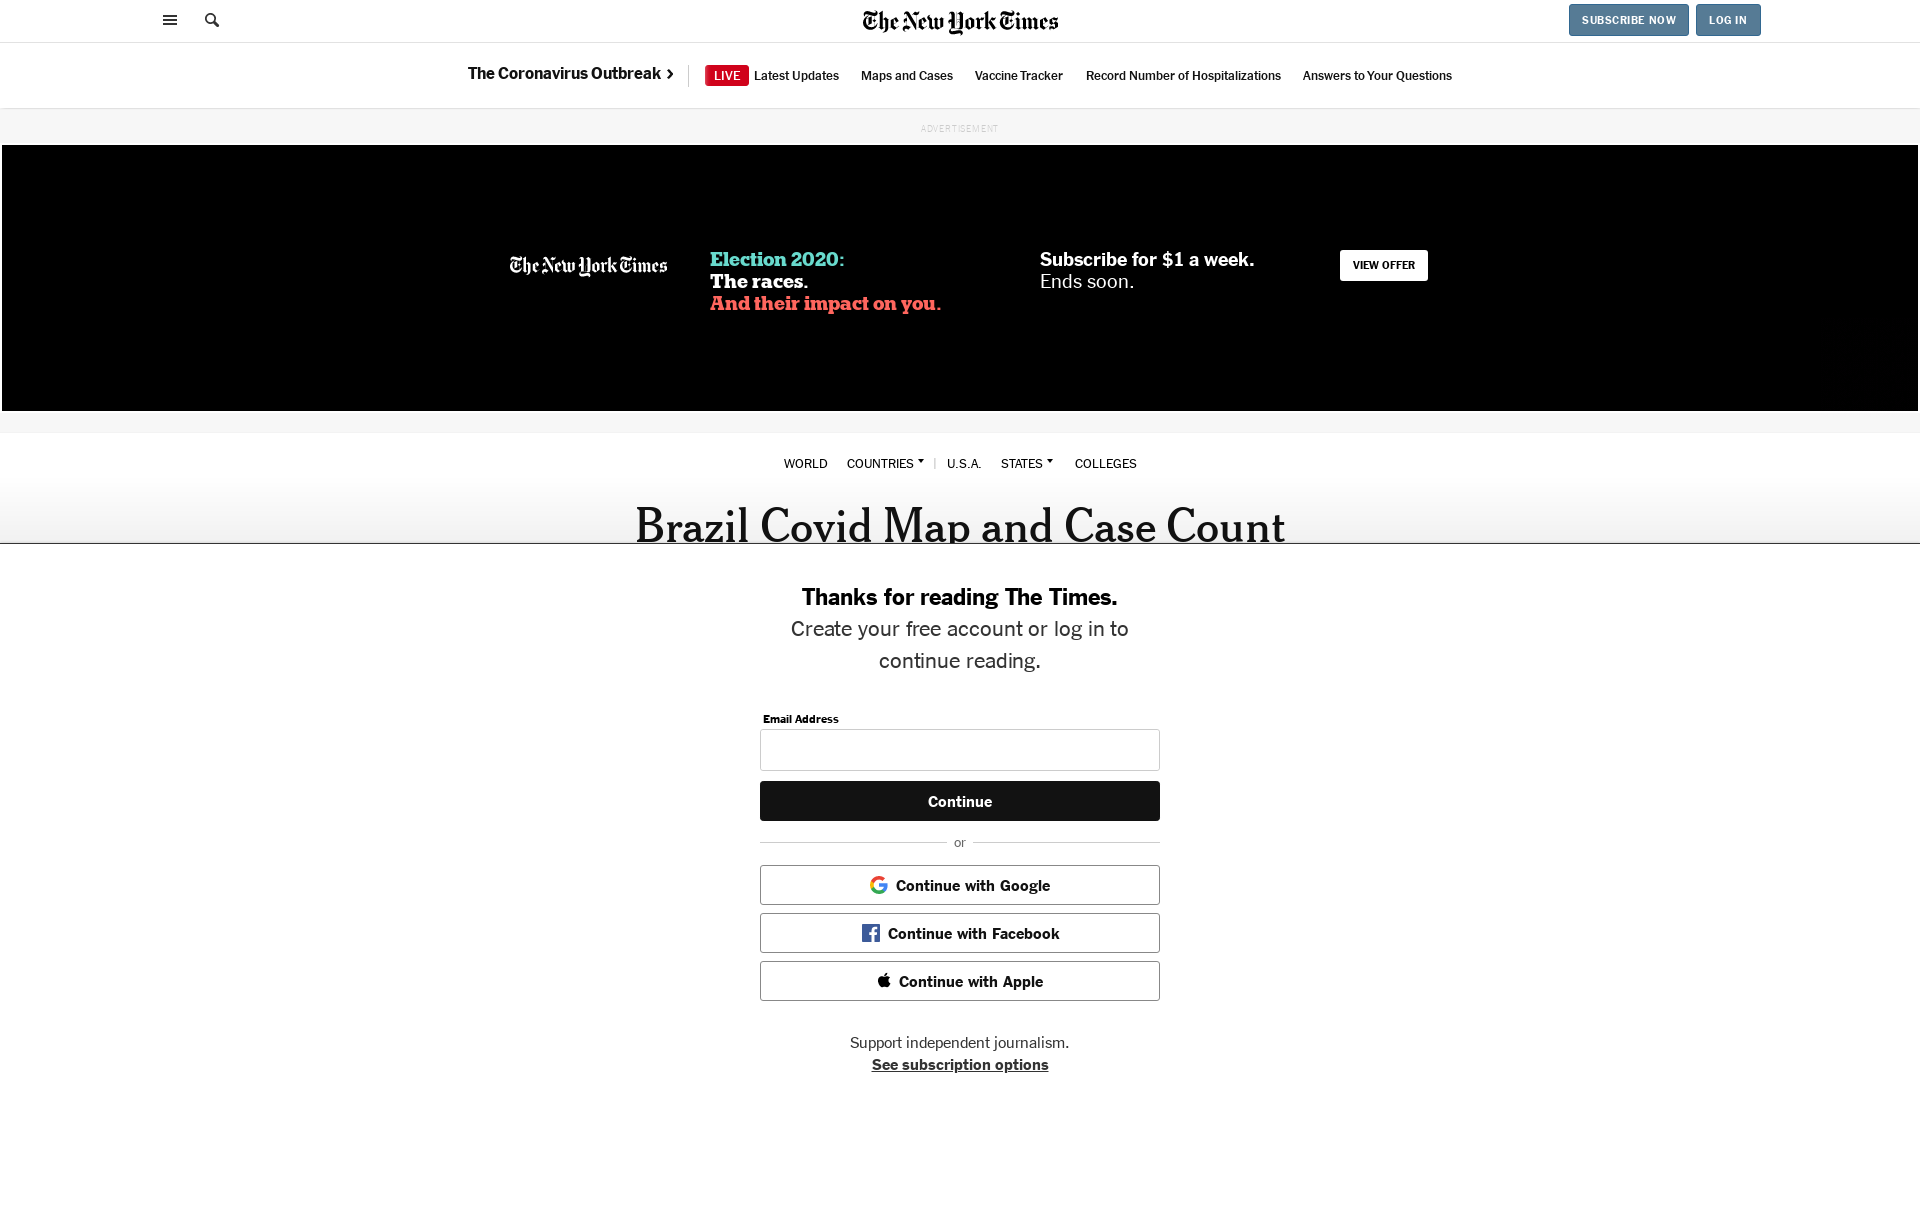 The New York Times
SUBSCRIBE NOW
LOG IN
The Coronavirus Outbreak
LIVE Latest Updates
Maps and Cases
Vaccine Tracker
Record Number of Hospitalizations
Answers to Your Questions
ADVERTISEMENT
The New York Times
Election 2020:
The races.
And their impact on you.
Subscribe for $1 a week.
Ends soon.
VIEW OFFER
WORLD
COUNTRIES
U.S.A.
STATES
COLLEGES
Brazil Covid Map and Case Count
Thanks for reading The Times.
Create your free account or log in to
continue reading.
Email Address
Continue
or
Continue with Google
Continue with Facebook
Continue with Apple
Support independent journalism.
See subscription options